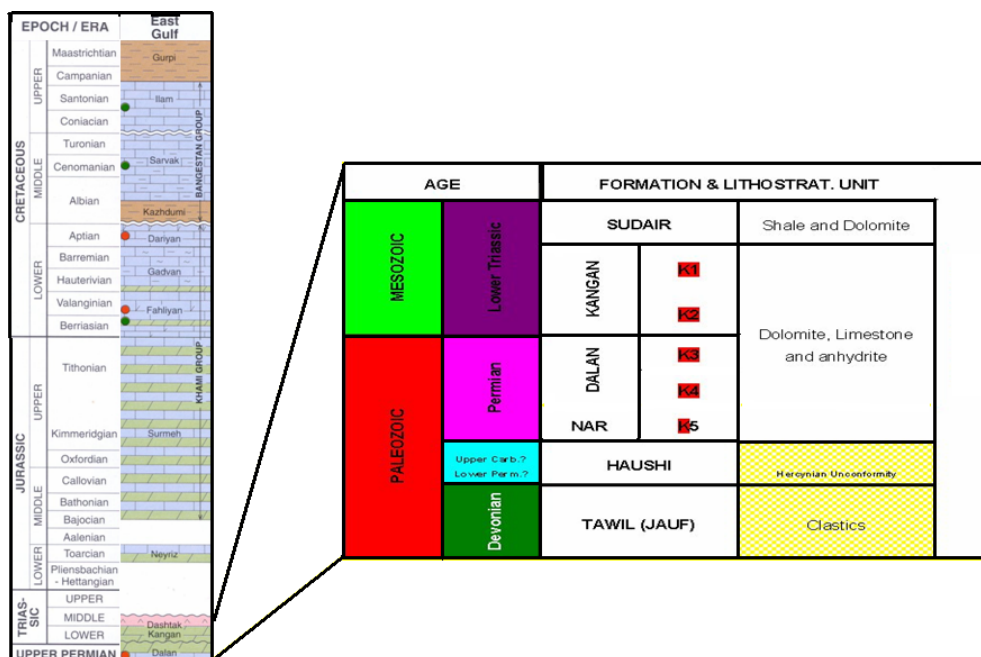 EPOCH / ERA
East
Gulf
CRETACEOUS
UPPER
Maastrichtian
Gurpi
Campanian
Santonian
Ilam
Coniacian
BANGESTAN GROUP
MIDDLE
Turonian
Cenomanian
Sarvak
Albian
Kazhdumi
LOWER
Aptian
Dariyan
Barremian
Gadvan
Hauterivian
Valanginian
Fahliyan
Berriasian
KHAMI GROUP
JURASSIC
UPPER
Tithonian
Kimmeridgian
Surmeh
Oxfordian
MIDDLE
Callovian
Bathonian
Bajocian
Aalenian
LOWER
Toarcian
Neyriz
Pliensbachian
- Hettangian
TRIAS-
SIC
UPPER
MIDDLE
Dashtak
LOWER
Kangan
UPPER PERMIAN
Dalan
AGE
FORMATION & LITHOSTRAT. UNIT
MESOZOIC
Lower Triassic
SUDAIR
Shale and Dolomite
KANGAN
K1
K2
Dolomite, Limestone
and anhydrite
PALEOZOIC
Permian
DALAN
K3
K4
NAR
K5
Upper Carb.?
Lower Perm.?
HAUSHI
Hercynian Unconformity
Devonian
TAWIL (JAUF)
Clastics